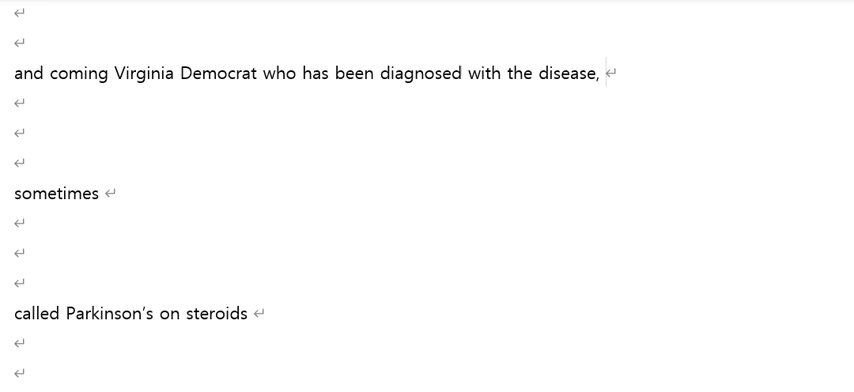 and coming Virginia Democrat who has been diagnosed with the disease,
sometimes
called Parkinson's on steroids